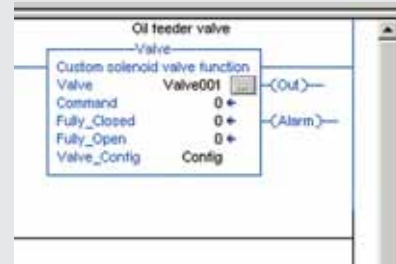 Oil feeder valve
Valve
Custom solenoid valve function
Valve Valve001 ... (Out)
Command 0
Fully_Closed 0 (Alarm)
Fully_Open 0
Valve_Config Config